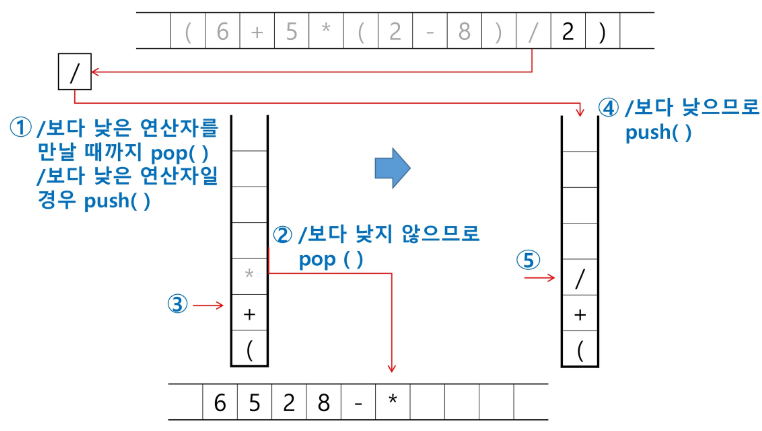 ( 6 + 5 * ( 2 - 8 ) / 2 )
/
① /보다 낮은 연산자를
만날 때까지 pop( )
/보다 낮은 연산자일
경우 push( )
④ /보다 낮으므로
push( )
② /보다 낮지 않으므로
pop ( )
*
③
+
(
⑤
/
+
(
6 5 2 8 - *